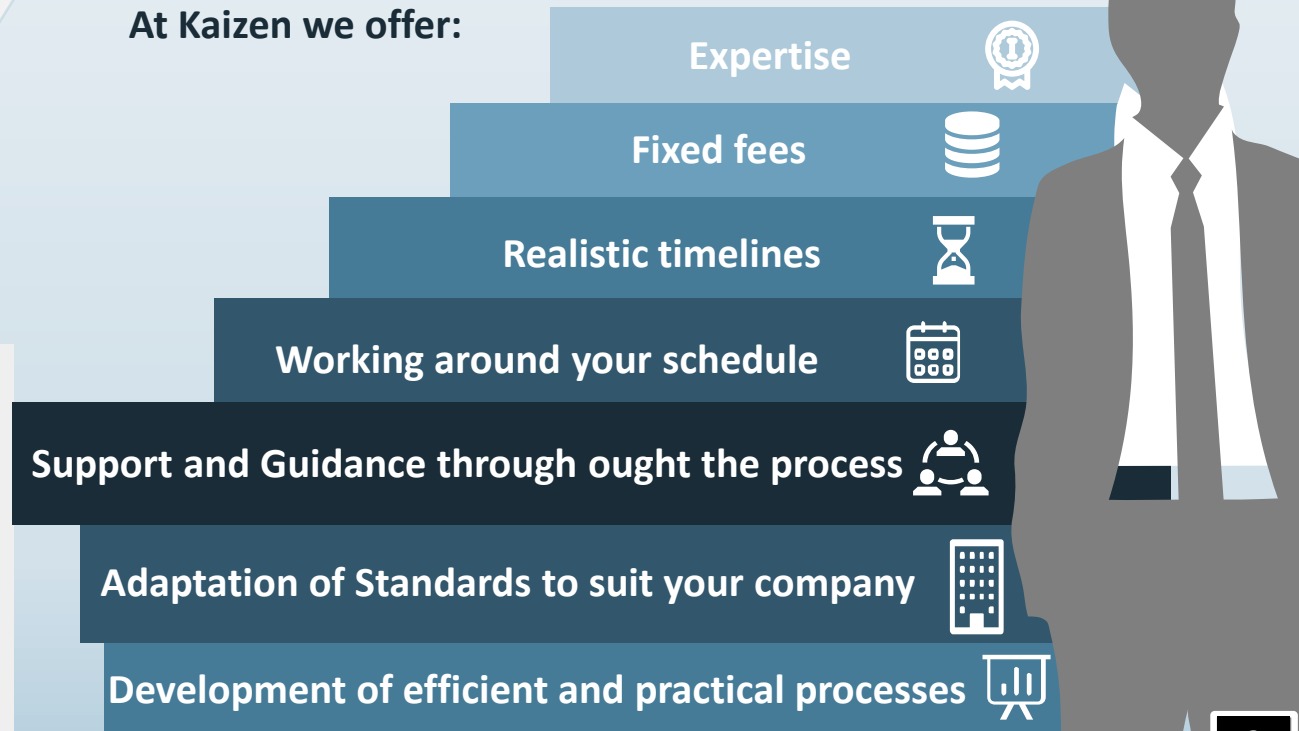 At Kaizen we offer:
Expertise
Fixed fees
Realistic timelines
Working around your schedule
Support and Guidance through ought the process
Adaptation of Standards to suit your company
Development of efficient and practical processes